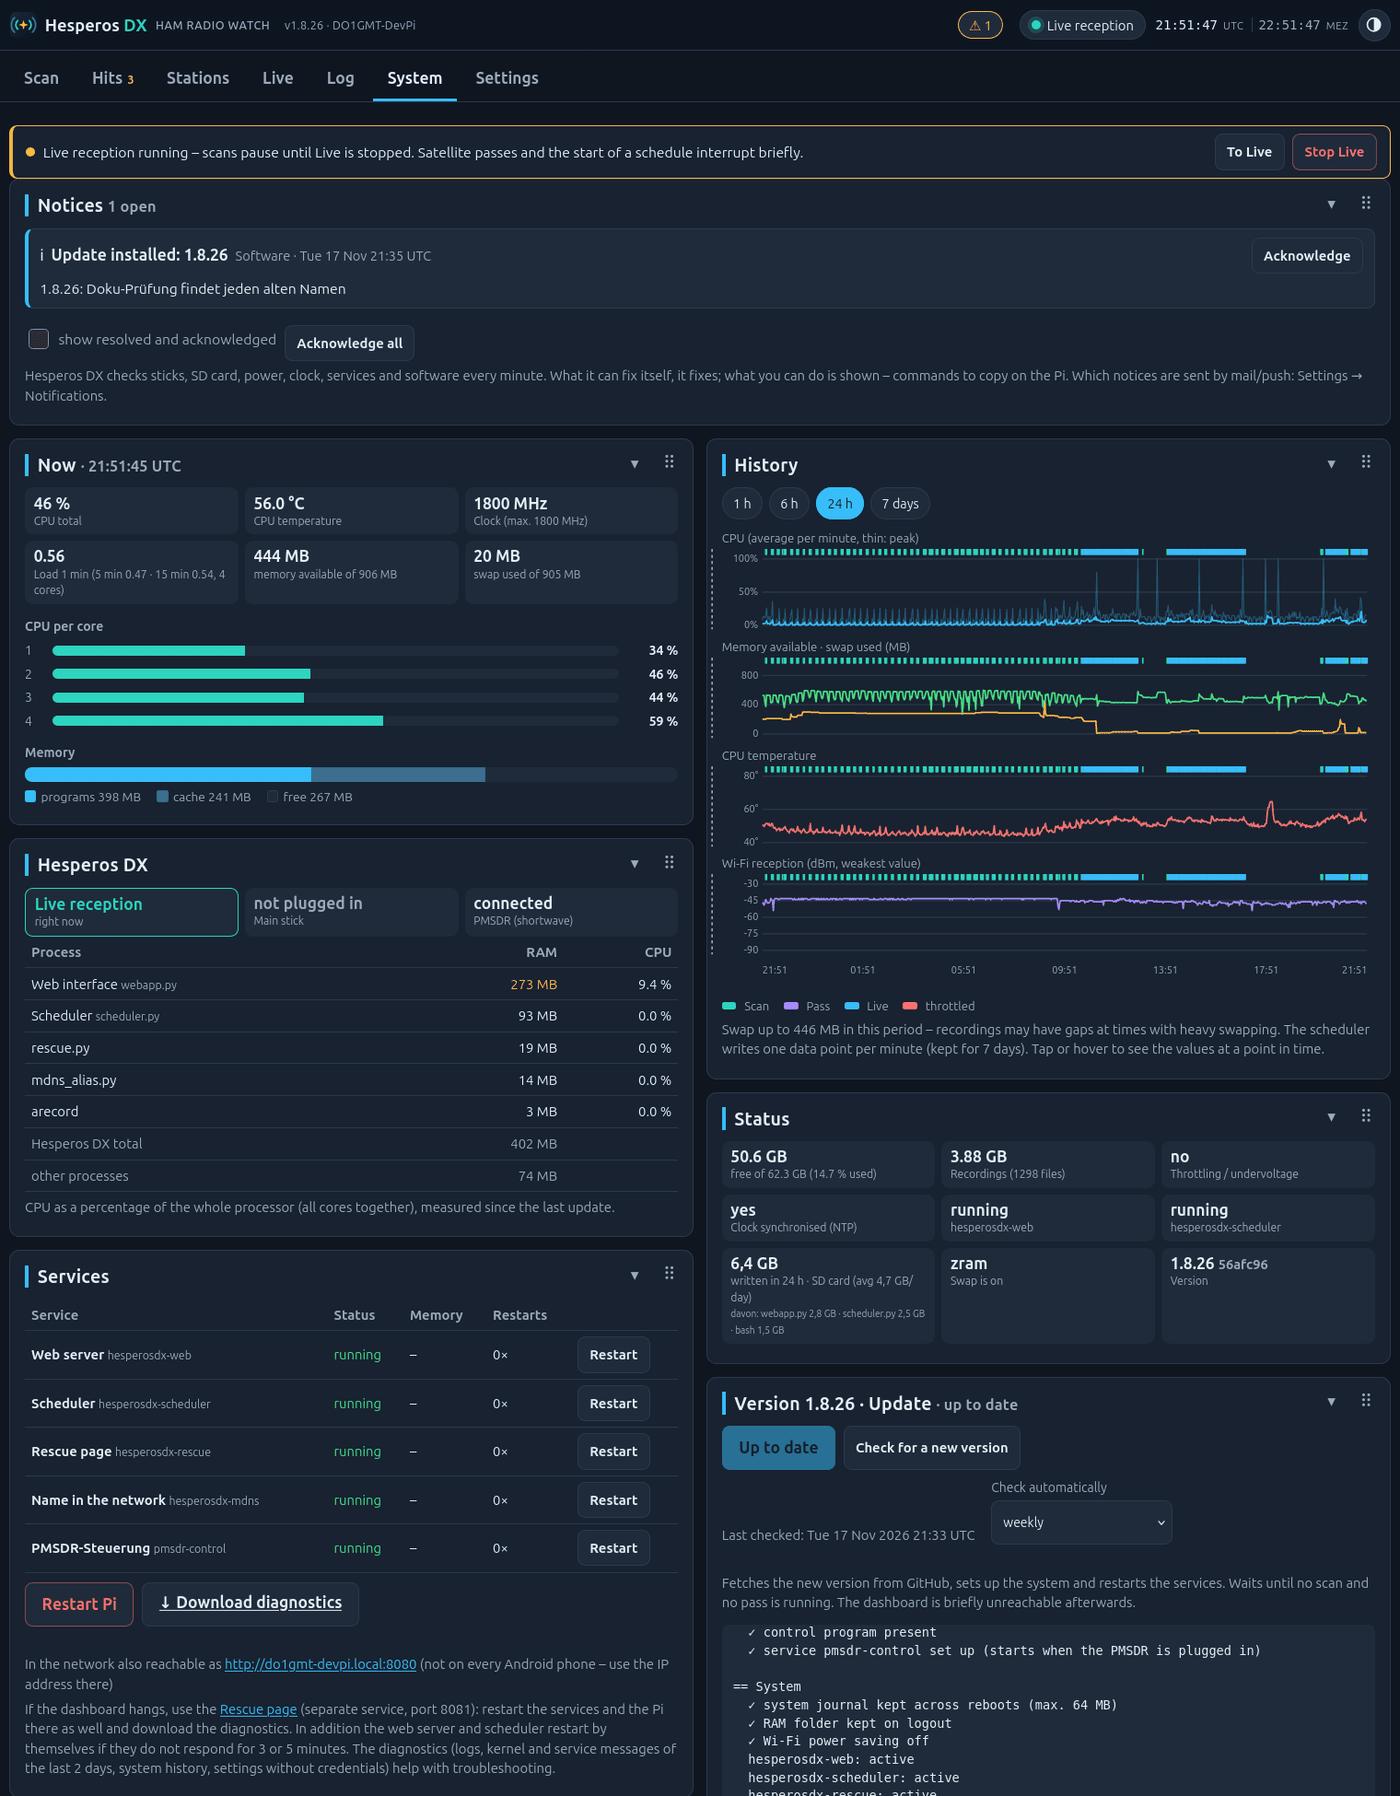 Hesperos DX HAM RADIO WATCH v1.8.26 · DO1GMT-DevPi ⚠ 1 Live reception 21:51:47 UTC 22:51:47 MEZ
Scan Hits 3 Stations Live Log System Settings
Live reception running – scans pause until Live is stopped. Satellite passes and the start of a schedule interrupt briefly. To Live Stop Live
Notices 1 open
i Update installed: 1.8.26 Software · Tue 17 Nov 21:35 UTC Acknowledge
1.8.26: Doku-Prüfung findet jeden alten Namen
show resolved and acknowledged Acknowledge all
Hesperos DX checks sticks, SD card, power, clock, services and software every minute. What it can fix itself, it fixes; what you can do is shown – commands to copy on the Pi. Which notices are sent by mail/push: Settings →
Notifications.
Now · 21:51:45 UTC
46 %
CPU total
56.0 °C
CPU temperature
1800 MHz
Clock (max. 1800 MHz)
0.56
Load 1 min (5 min 0.47 · 15 min 0.54, 4
cores)
444 MB
memory available of 906 MB
20 MB
swap used of 905 MB
CPU per core
1 34 %
2 46 %
3 44 %
4 59 %
Memory
programs 398 MB cache 241 MB free 267 MB
Hesperos DX
Live reception
right now
not plugged in
Main stick
connected
PMSDR (shortwave)
Process RAM CPU
Web interface webapp.py 273 MB 9.4 %
Scheduler scheduler.py 93 MB 0.0 %
rescue.py 19 MB 0.0 %
mdns_alias.py 14 MB 0.0 %
arecord 3 MB 0.0 %
Hesperos DX total 402 MB
other processes 74 MB
CPU as a percentage of the whole processor (all cores together), measured since the last update.
Services
Service Status Memory Restarts
Web server hesperosdx-web running – 0× Restart
Scheduler hesperosdx-scheduler running – 0× Restart
Rescue page hesperosdx-rescue running – 0× Restart
Name in the network hesperosdx-mdns running – 0× Restart
PMSDR-Steuerung pmsdr-control running – 0× Restart
Restart Pi ↓ Download diagnostics
In the network also reachable as http://do1gmt-devpi.local:8080 (not on every Android phone – use the IP
address there)
If the dashboard hangs, use the Rescue page (separate service, port 8081): restart the services and the Pi
there as well and download the diagnostics. In addition the web server and scheduler restart by
themselves if they do not respond for 3 or 5 minutes. The diagnostics (logs, kernel and service messages of
the last 2 days, system history, settings without credentials) help with troubleshooting.
History
1 h 6 h 24 h 7 days
CPU (average per minute, thin: peak)
100%
50%
0%
Memory available · swap used (MB)
800
400
0
CPU temperature
80°
60°
40°
Wi-Fi reception (dBm, weakest value)
-30
-45
-60
-75
-90
21:51 01:51 05:51 09:51 13:51 17:51 21:51
Scan Pass Live throttled
Swap up to 446 MB in this period – recordings may have gaps at times with heavy swapping. The scheduler
writes one data point per minute (kept for 7 days). Tap or hover to see the values at a point in time.
Status
50.6 GB
free of 62.3 GB (14.7 % used)
3.88 GB
Recordings (1298 files)
no
Throttling / undervoltage
yes
Clock synchronised (NTP)
running
hesperosdx-web
running
hesperosdx-scheduler
6,4 GB
written in 24 h · SD card (avg 4,7 GB/
day)
davon: webapp.py 2,8 GB · scheduler.py 2,5 GB
· bash 1,5 GB
zram
Swap is on
1.8.26 56afc96
Version
Version 1.8.26 · Update · up to date
Up to date Check for a new version
Check automatically
Last checked: Tue 17 Nov 2026 21:33 UTC weekly
Fetches the new version from GitHub, sets up the system and restarts the services. Waits until no scan and
no pass is running. The dashboard is briefly unreachable afterwards.
✓ control program present
✓ service pmsdr-control set up (starts when the PMSDR is plugged in)
== System
✓ system journal kept across reboots (max. 64 MB)
✓ RAM folder kept on logout
✓ Wi-Fi power saving off
hesperosdx-web: active
hesperosdx-scheduler: active
hesperosdx-rescue: active